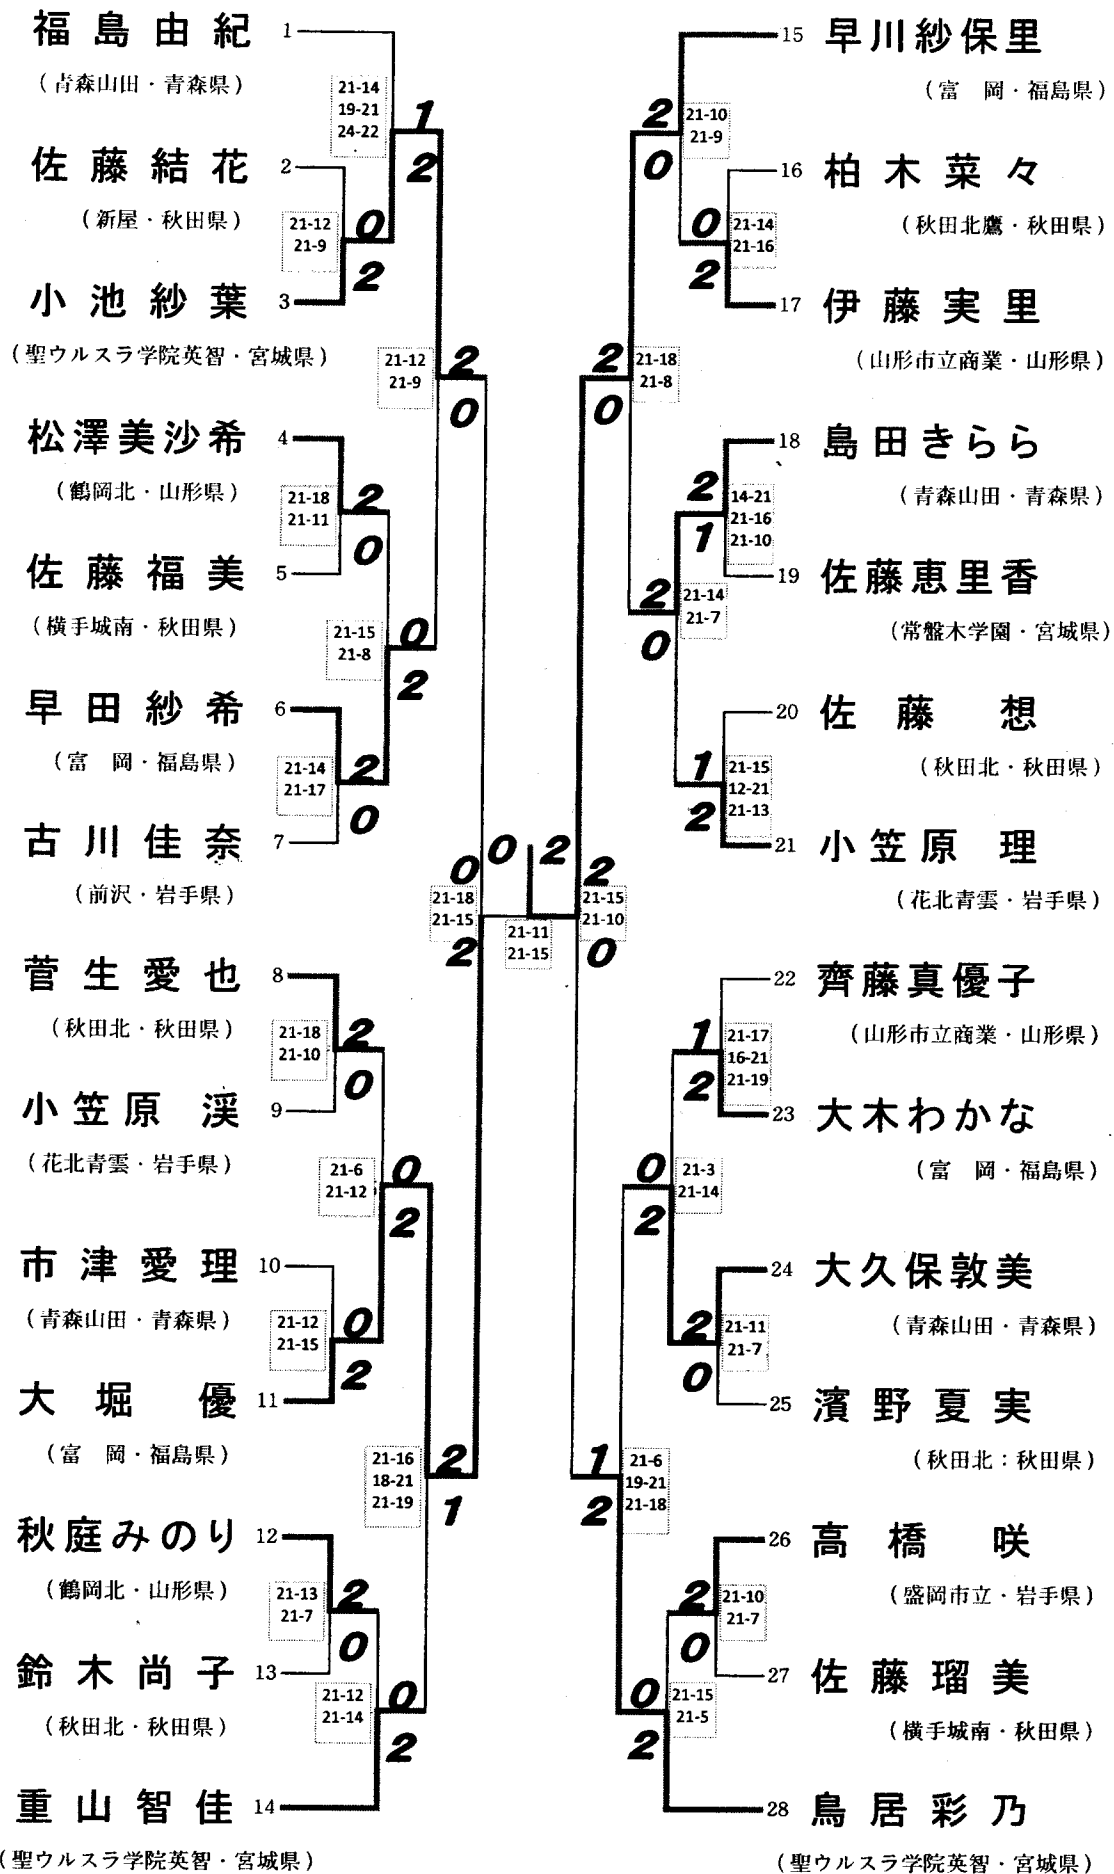 福島由紀 1
(青森山田・青森県)
21-14
19-21
24-22
1
2
佐藤結花 2
(新屋・秋田県)
21-12
21-9
0
2
小池紗葉 3
(聖ウルスラ学院英智・宮城県)
21-12
21-9
2
0
松澤美沙希 4
(鶴岡北・山形県)
21-18
21-11
2
0
佐藤福美 5
(横手城南・秋田県)
21-15
21-8
0
2
早田紗希 6
(富 岡・福島県)
21-14
21-17
2
0
古川佳奈 7
(前沢・岩手県)
0
21-18
21-15
2
0 2
21-11
21-15
菅生愛也 8
(秋田北・秋田県)
21-18
21-10
2
0
小笠原 渓 9
(花北青雲・岩手県)
21-6
21-12
0
2
市津愛理 10
(青森山田・青森県)
21-12
21-15
0
2
大堀 優 11
(富 岡・福島県)
21-16
18-21
21-19
2
1
秋庭みのり 12
(鶴岡北・山形県)
21-13
21-7
2
0
鈴木尚子 13
(秋田北・秋田県)
21-12
21-14
0
2
重山智佳 14
(聖ウルスラ学院英智・宮城県)
15 早川紗保里
(富 岡・福島県)
2
0
21-10
21-9
16 柏木菜々
(秋田北鷹・秋田県)
0
2
21-14
21-16
17 伊藤実里
(山形市立商業・山形県)
2
0
21-18
21-8
18 島田きらら
(青森山田・青森県)
2
1
14-21
21-16
21-10
19 佐藤恵里香
(常盤木学園・宮城県)
2
0
21-14
21-7
20 佐藤 想
(秋田北・秋田県)
1
2
21-15
12-21
21-13
21 小笠原 理
(花北青雲・岩手県)
2
21-15
21-10
0
22 齊藤真優子
(山形市立商業・山形県)
1
2
21-17
16-21
21-19
23 大木わかな
(富 岡・福島県)
0
2
21-3
21-14
24 大久保敦美
(青森山田・青森県)
2
0
21-11
21-7
25 濱野夏実
(秋田北:秋田県)
1
2
21-6
19-21
21-18
26 高橋 咲
(盛岡市立・岩手県)
2
0
21-10
21-7
27 佐藤瑠美
(横手城南・秋田県)
0
2
21-15
21-5
28 鳥居彩乃
(聖ウルスラ学院英智・宮城県)